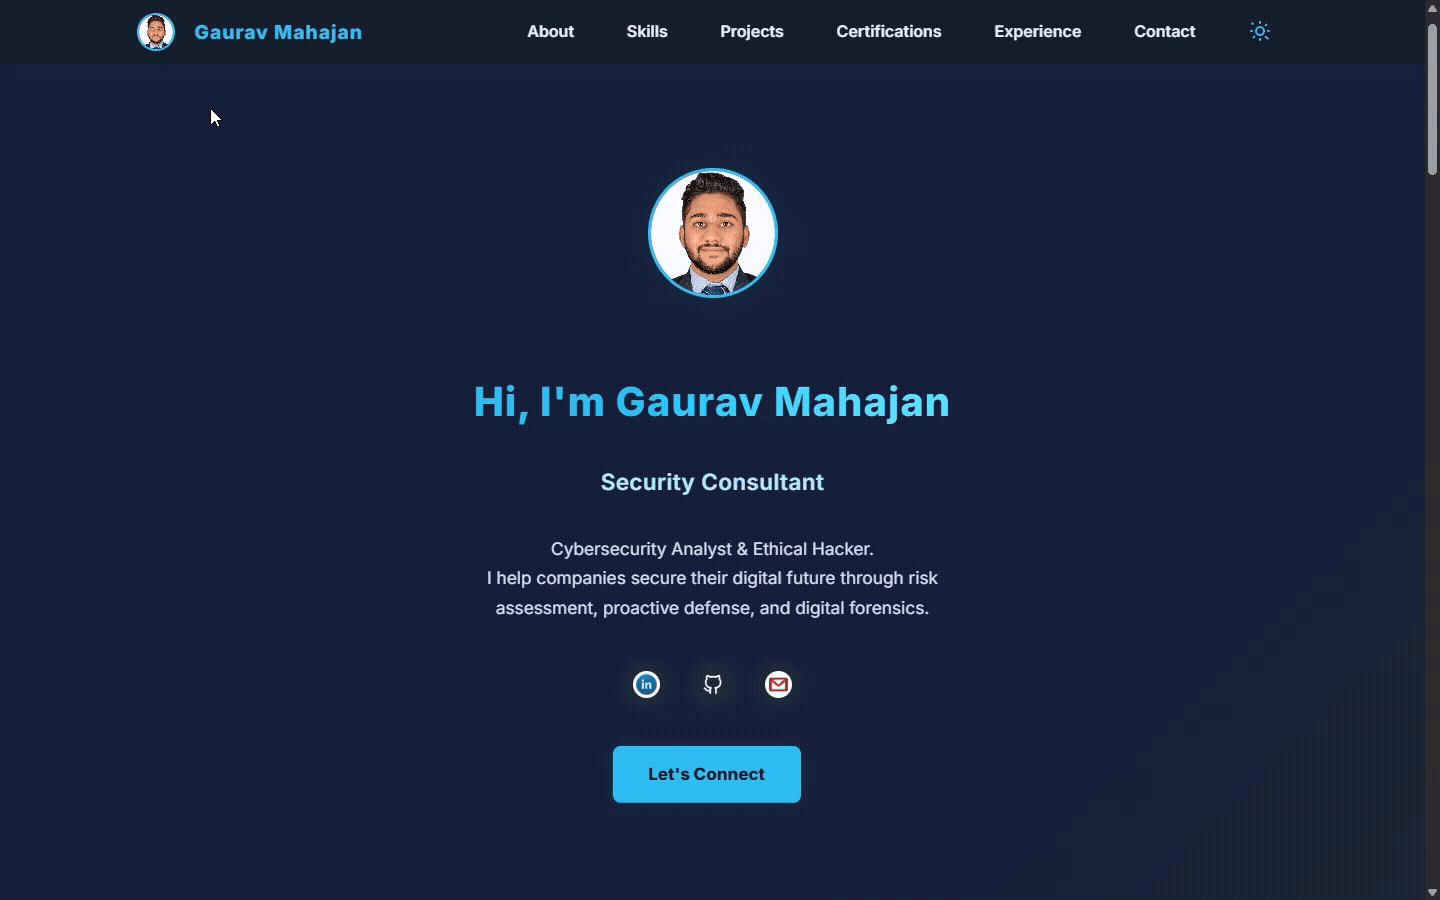 Gaurav Mahajan
About
Skills
Projects
Certifications
Experience
Contact
Hi, I'm Gaurav Mahajan
Security Consultant
Cybersecurity Analyst & Ethical Hacker.
I help companies secure their digital future through risk
assessment, proactive defense, and digital forensics.
in
Let's Connect